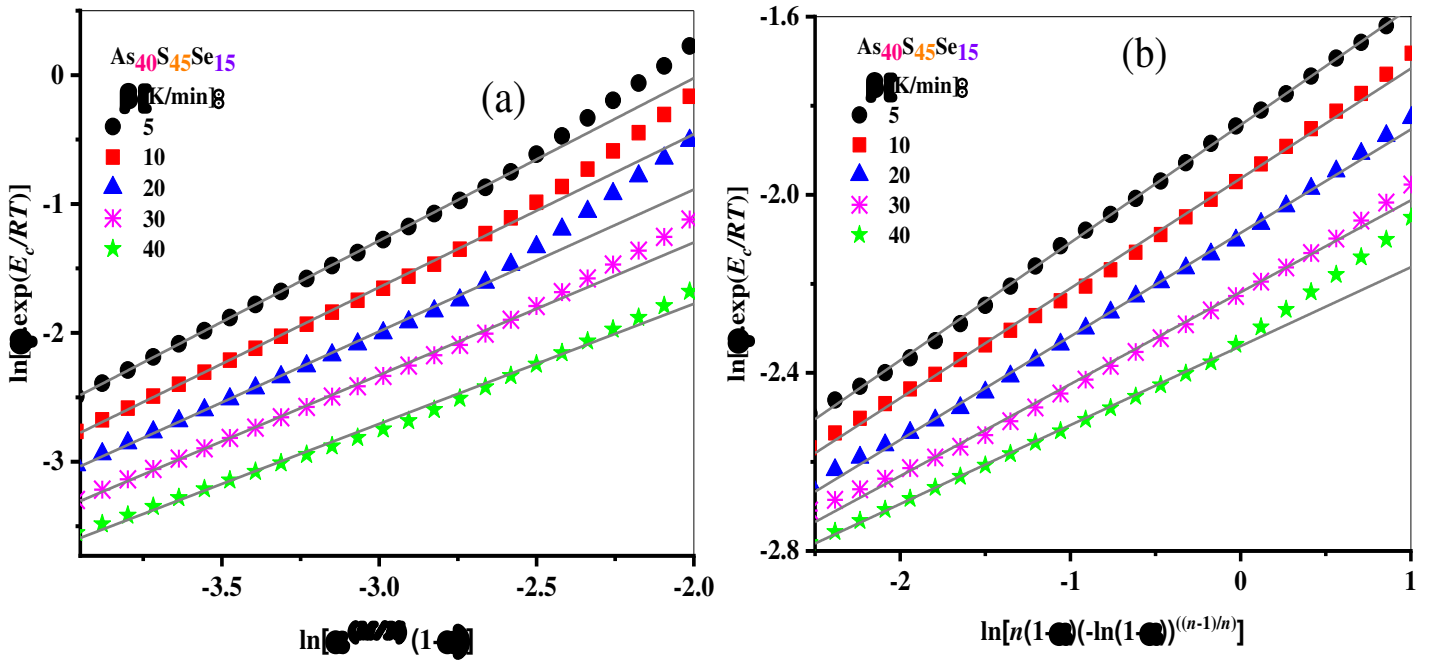 As40S45Se15
[K/min]
5
10
20
30
40
(a)
0
-1
-2
-3
-3.5
-3.0
-2.5
-2.0
ln[ .exp(Ec/RT)]
ln[ (1- ]
As40S45Se15
[K/min]
5
10
20
30
40
(b)
-1.6
-2.0
-2.4
-2.8
-2
-1
0
1
ln[ .exp(Ec/RT)]
ln[n(1- )(-ln(1- ))((n-1)/n)]